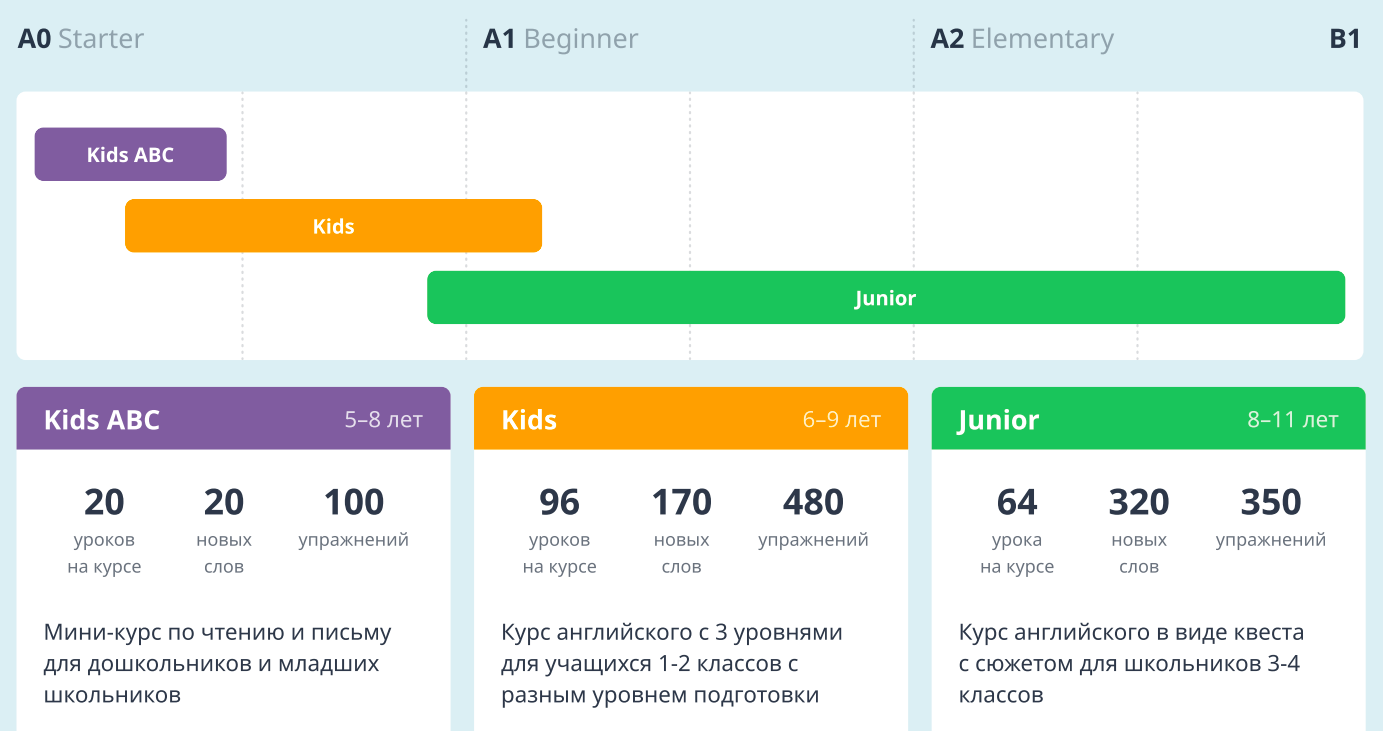 A0 Starter
A1 Beginner
A2 Elementary
B1
Kids ABC
Kids
Junior
Kids ABC
5–8 лет
20
уроков
на курсе
20
новых
слов
100
упражнений
Мини-курс по чтению и письму
для дошкольников и младших
школьников
Kids
6–9 лет
96
уроков
на курсе
170
новых
слов
480
упражнений
Курс английского с 3 уровнями
для учащихся 1-2 классов с
разным уровнем подготовки
Junior
8–11 лет
64
урока
на курсе
320
новых
слов
350
упражнений
Курс английского в виде квеста
с сюжетом для школьников 3-4
классов